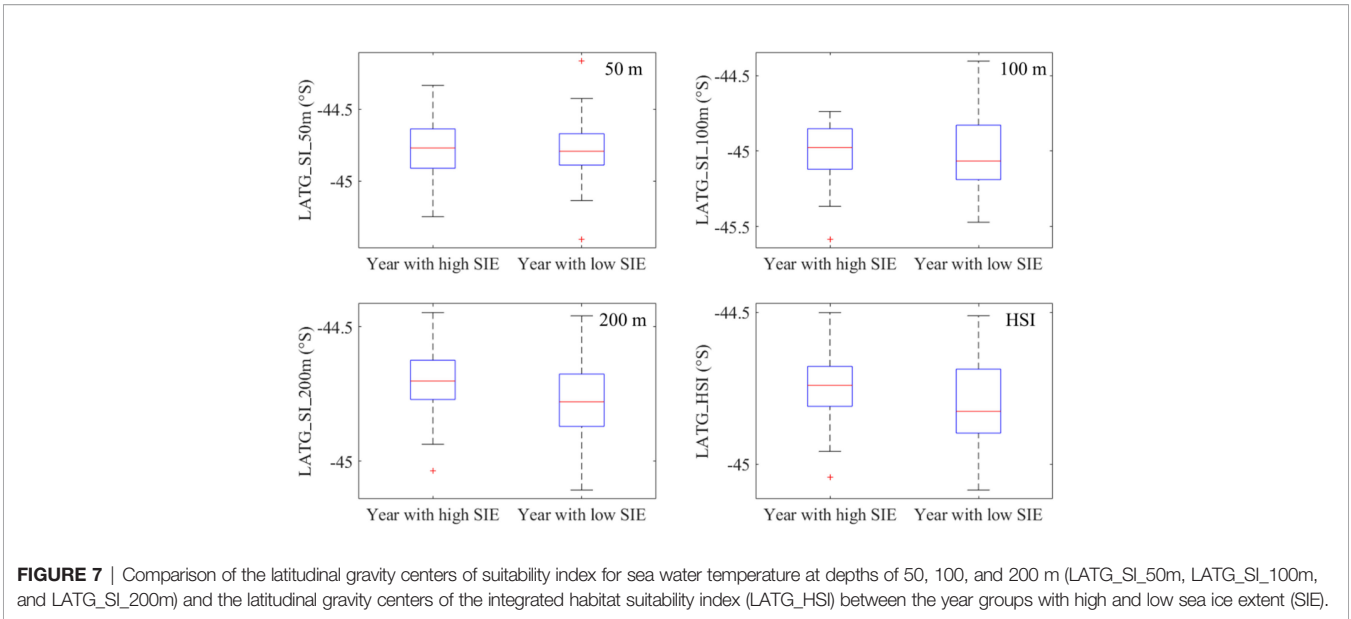 50 m
LATG_SI_50m (°S)
-44.5
-45
Year with high SIE
Year with low SIE
100 m
LATG_SI_100m (°S)
-44.5
-45
-45.5
Year with high SIE
Year with low SIE
200 m
LATG_SI_200m (°S)
-44.5
-45
Year with high SIE
Year with low SIE
HSI
LATG_HSI (°S)
-44.5
-45
Year with high SIE
Year with low SIE
FIGURE 7 | Comparison of the latitudinal gravity centers of suitability index for sea water temperature at depths of 50, 100, and 200 m (LATG_SI_50m, LATG_SI_100m,
and LATG_SI_200m) and the latitudinal gravity centers of the integrated habitat suitability index (LATG_HSI) between the year groups with high and low sea ice extent (SIE).